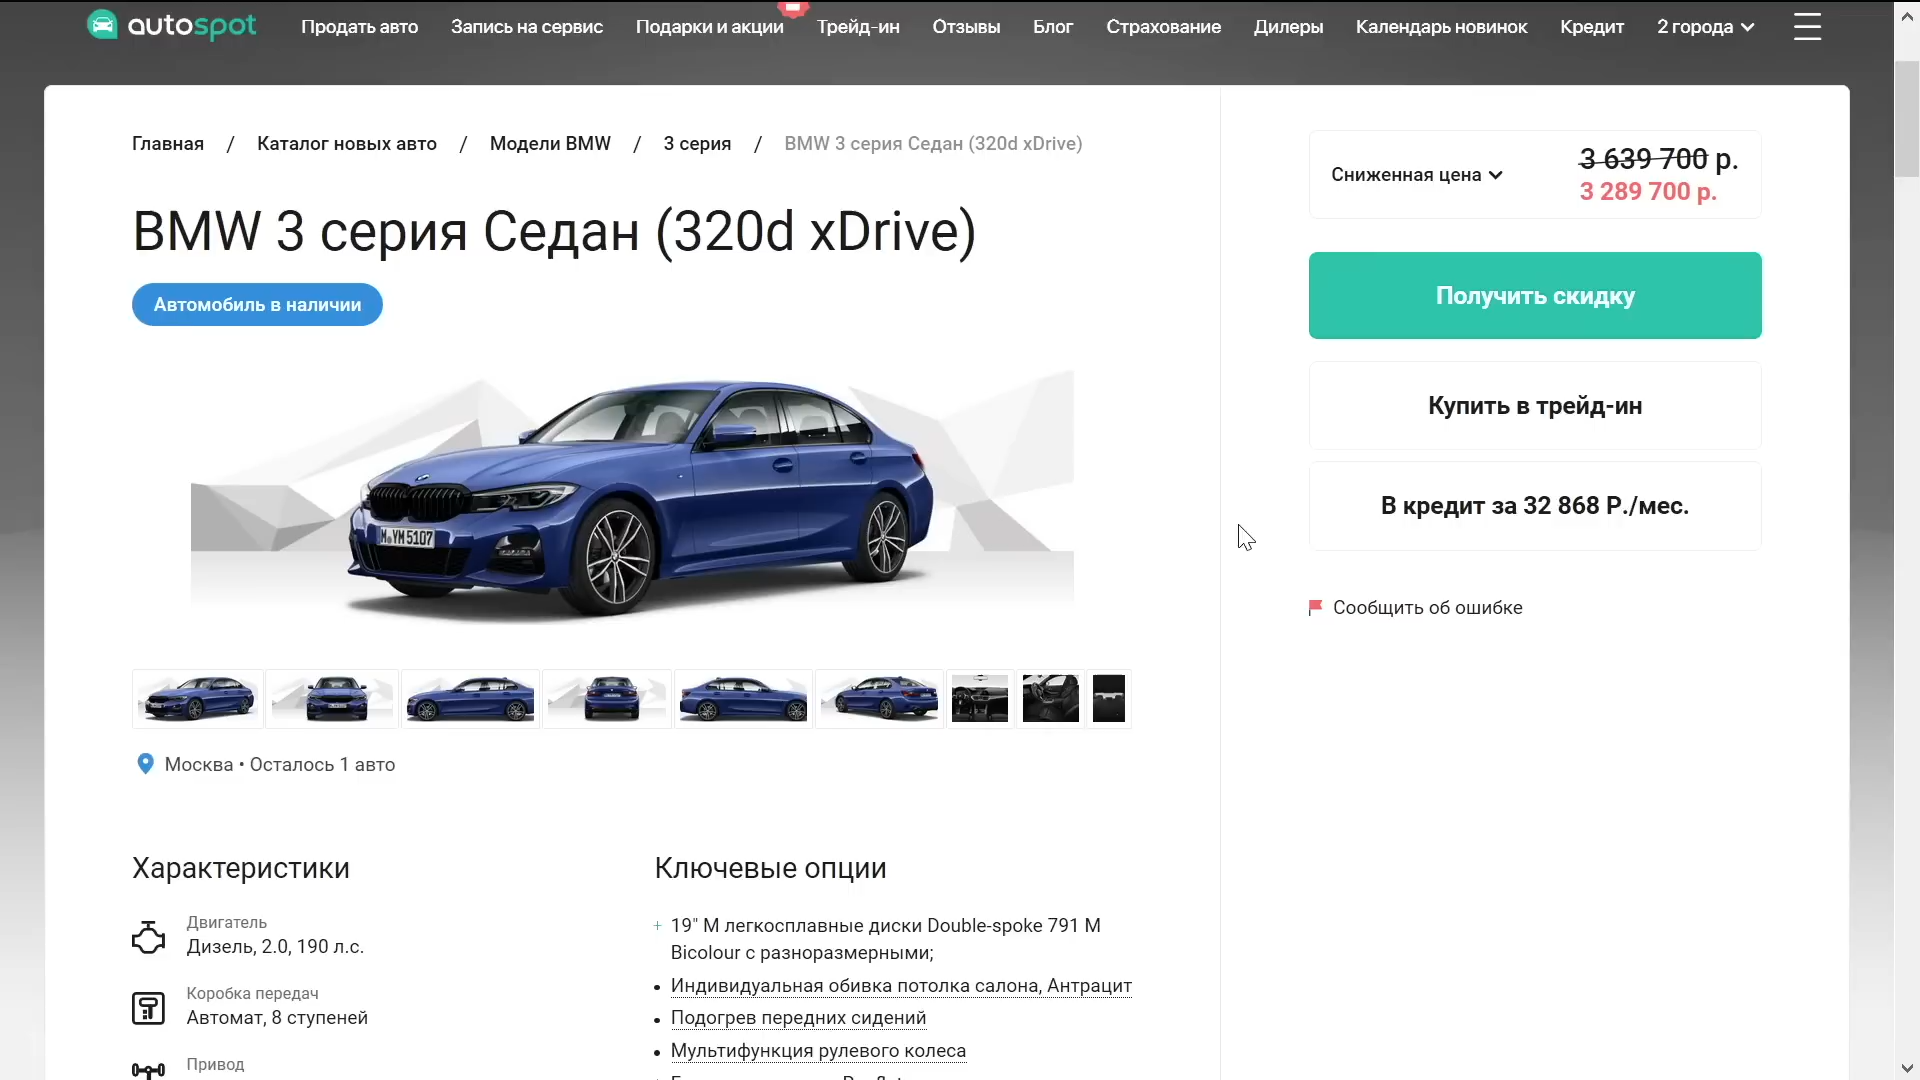 autospot
Продать авто
Запись на сервис
Подарки и акции
Трейд-ин
Отзывы
Блог
Страхование
Дилеры
Календарь новинок
Кредит
2 города
Главная / Каталог новых авто / Модели BMW / 3 серия / BMW 3 серия Седан (320d xDrive)
BMW 3 серия Седан (320d xDrive)
Автомобиль в наличии
M YM 5107
Москва • Осталось 1 авто
Характеристики
Двигатель
Дизель, 2.0, 190 л.с.
Коробка передач
Автомат, 8 ступеней
Привод
Ключевые опции
+ 19" M легкосплавные диски Double-spoke 791 M
Bicolour с разноразмерными;
• Индивидуальная обивка потолка салона, Антрацит
• Подогрев передних сидений
• Мультифункция рулевого колеса
Сниженная цена
3 639 700 р.
3 289 700 р.
Получить скидку
Купить в трейд-ин
В кредит за 32 868 Р./мес.
Сообщить об ошибке